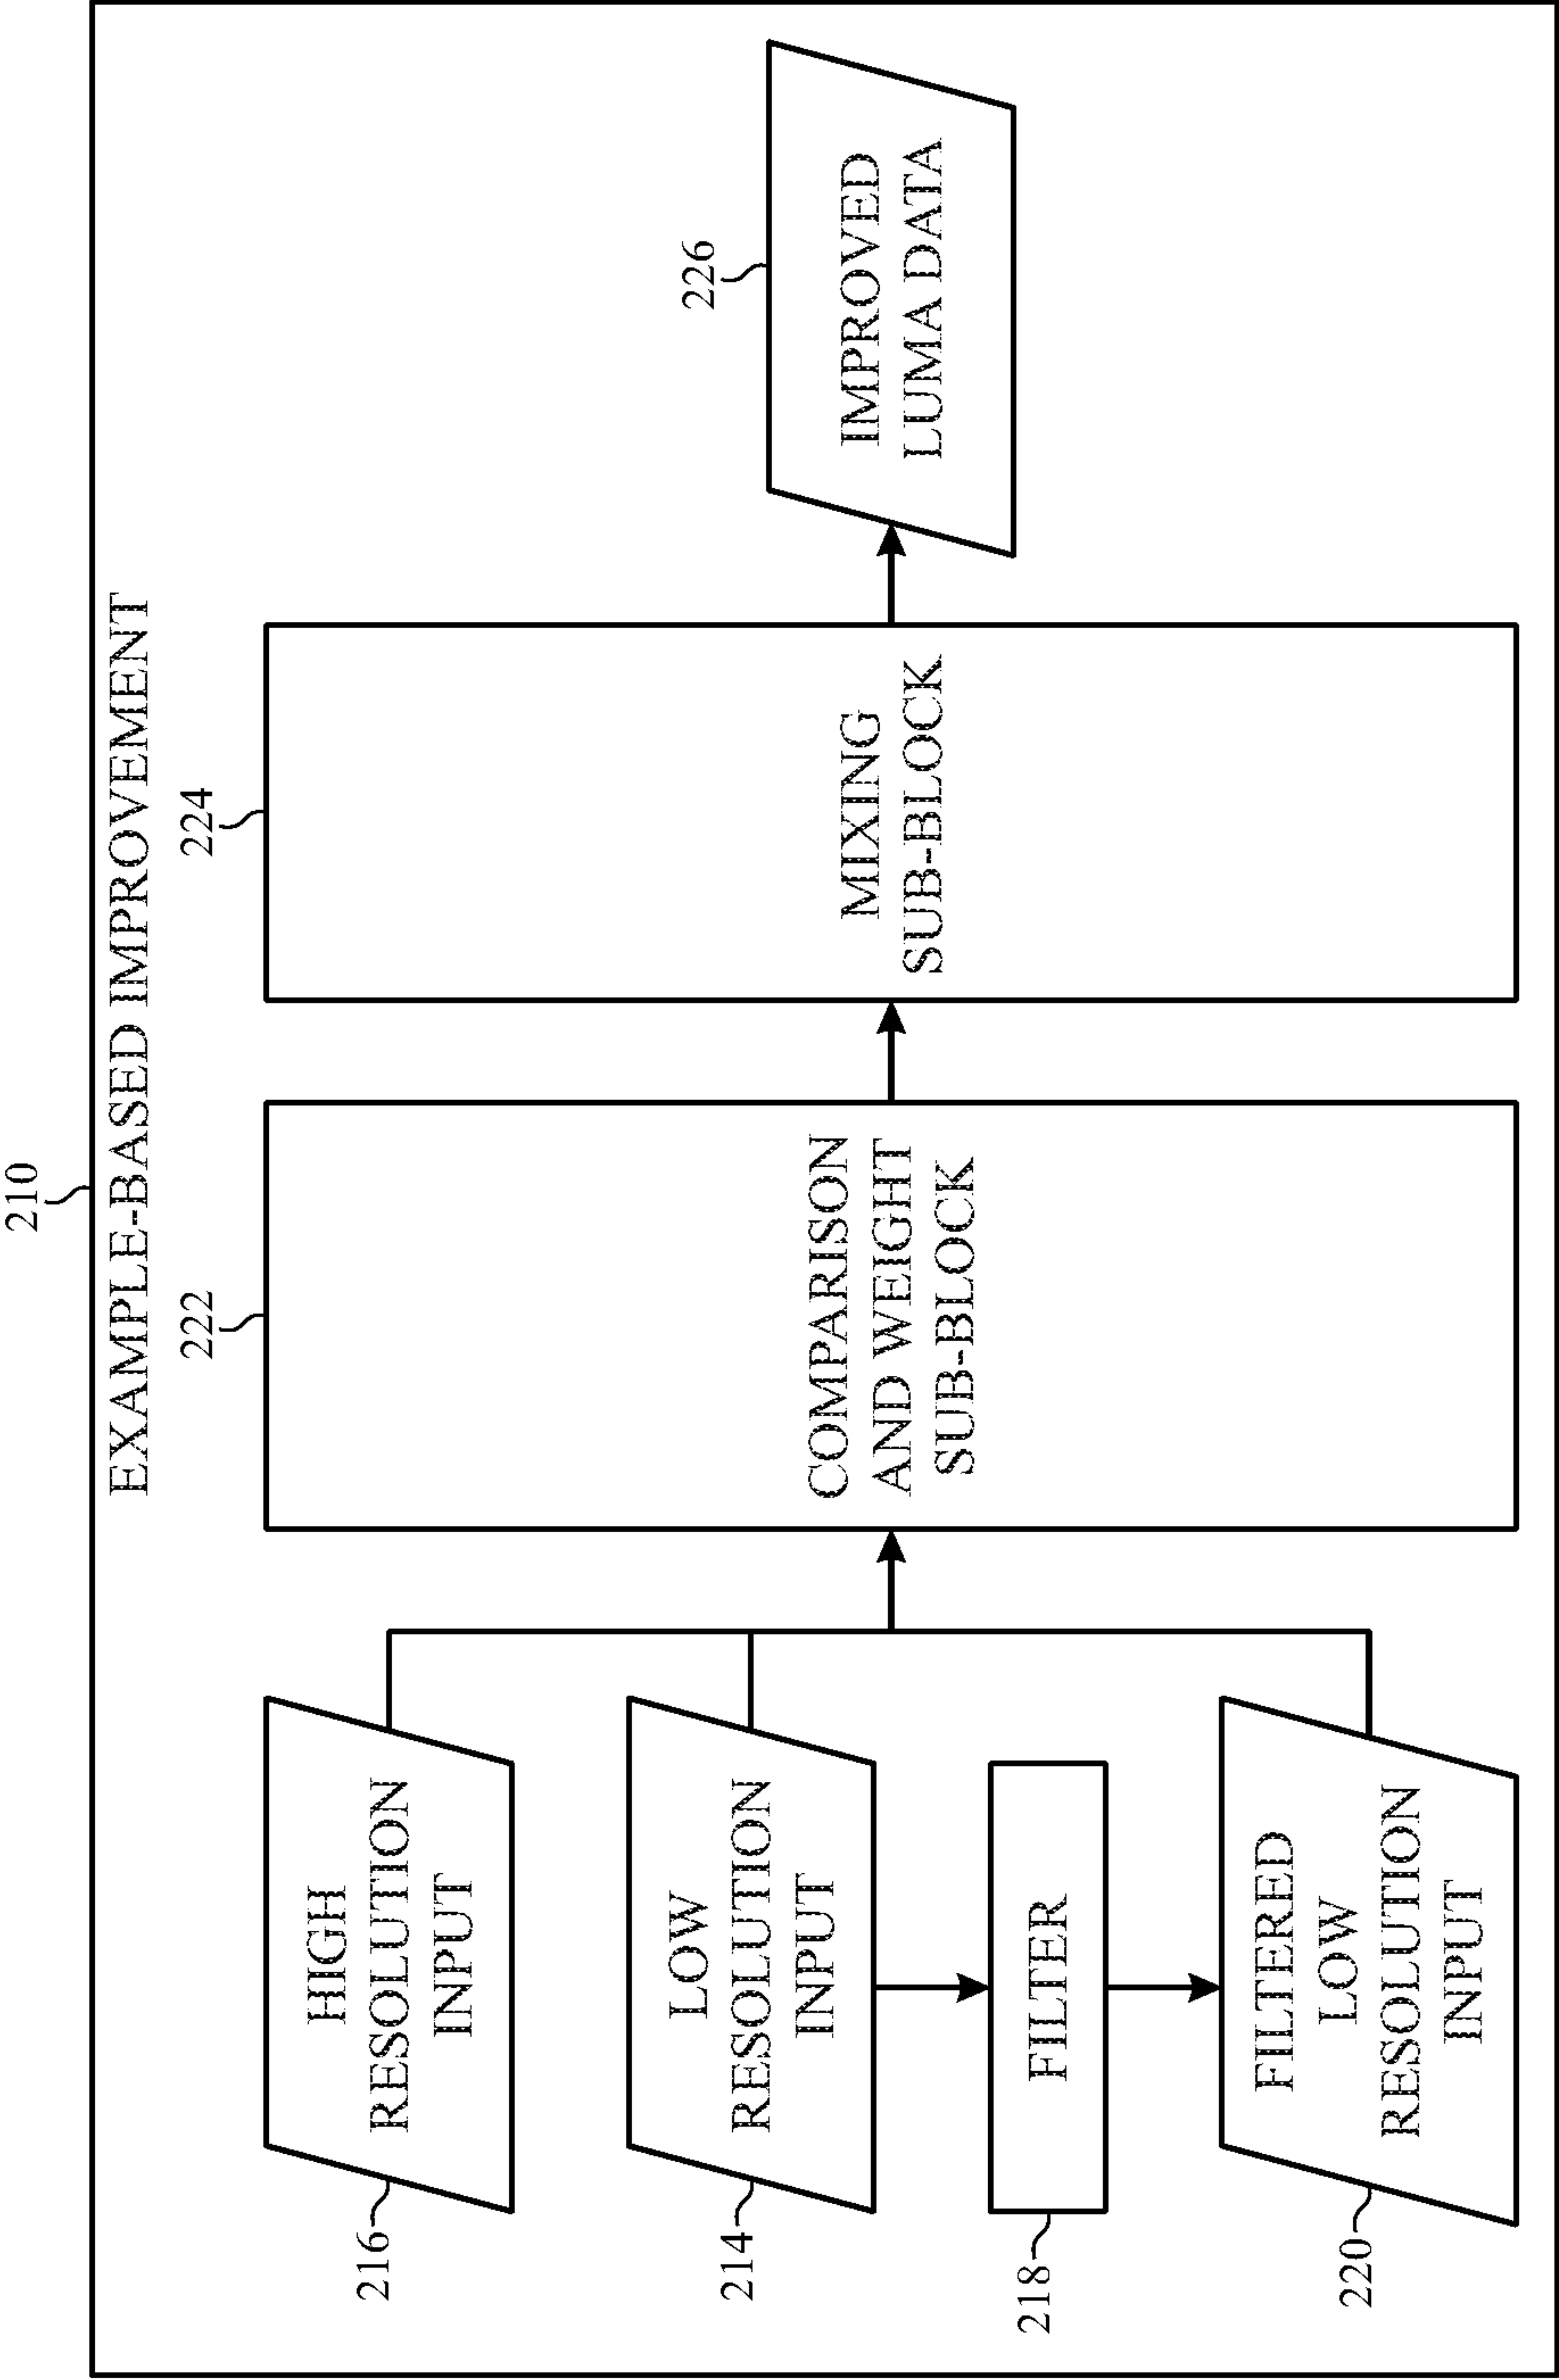 210
EXAMPLE-BASED IMPROVEMENT
216
HIGH
RESOLUTION
INPUT
214
LOW
RESOLUTION
INPUT
218
FILTER
220
FILTERED
LOW
RESOLUTION
INPUT
222
COMPARISON
AND WEIGHT
SUB-BLOCK
224
MIXING
SUB-BLOCK
226
IMPROVED
LUMA DATA